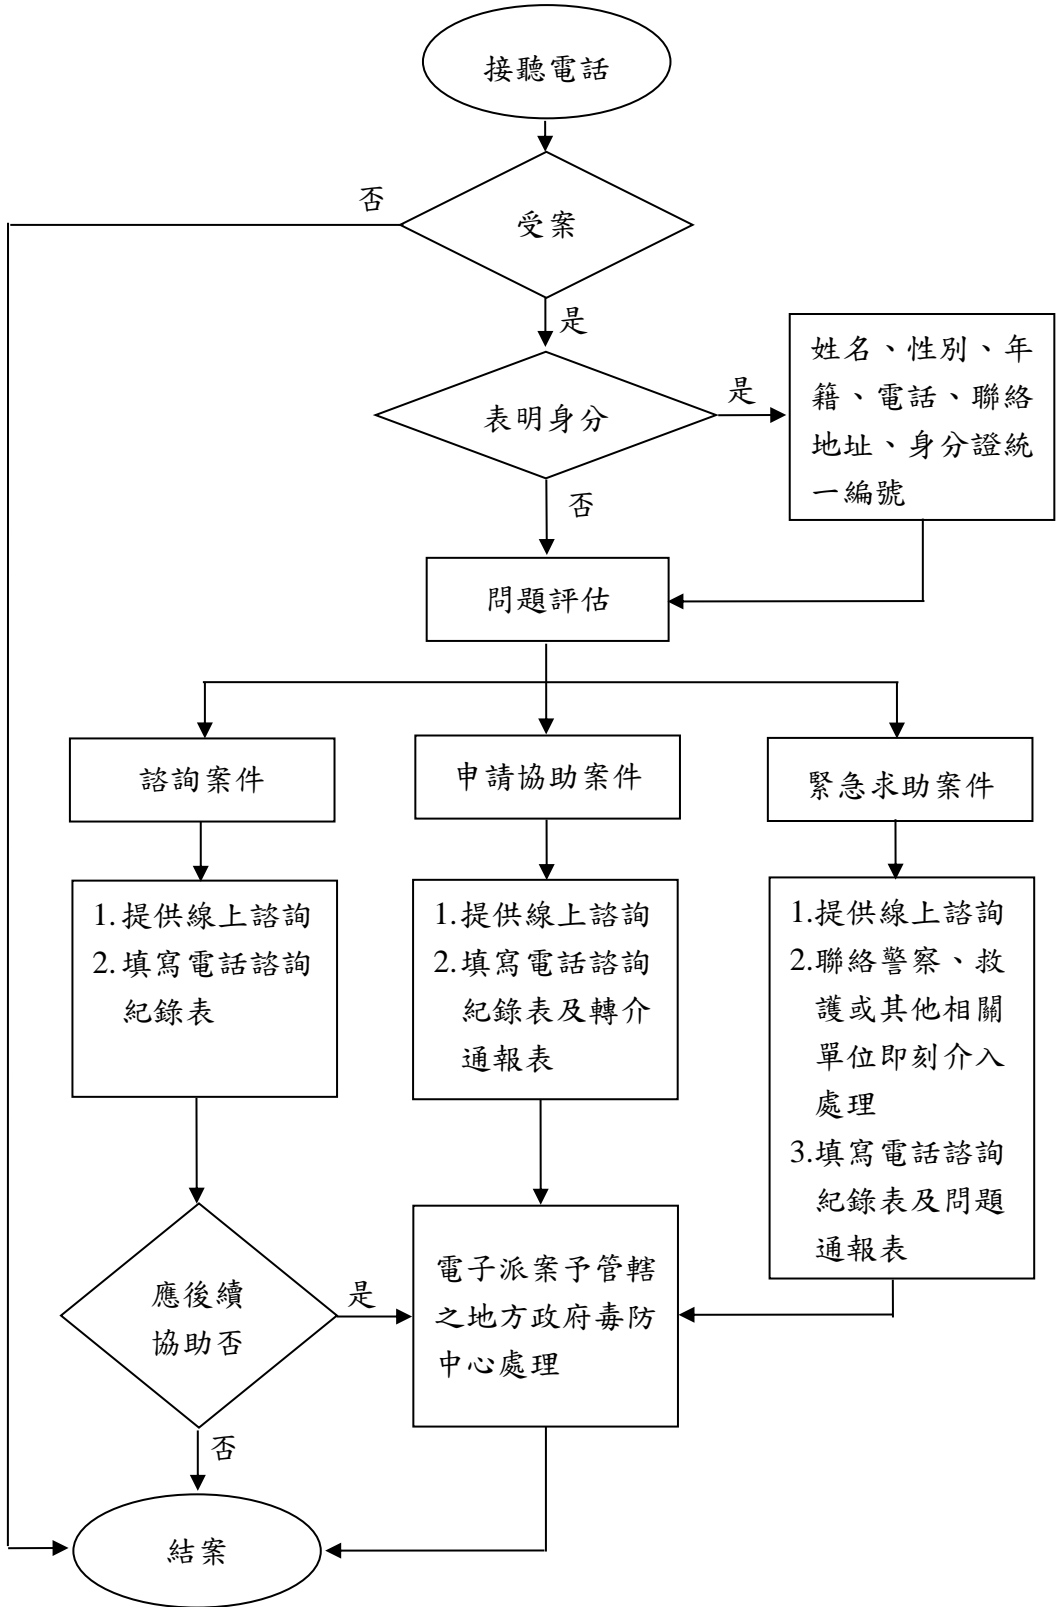 接聽電話
否
受案
是
姓名、性別、年
籍、電話、聯絡
地址、身分證統
一編號
是
表明身分
否
問題評估
諮詢案件
申請協助案件
緊急求助案件
1.提供線上諮詢
2.填寫電話諮詢
紀錄表
1.提供線上諮詢
2.填寫電話諮詢
紀錄表及轉介
通報表
1.提供線上諮詢
2.聯絡警察、救
護或其他相關
單位即刻介入
處理
3.填寫電話諮詢
紀錄表及問題
通報表
應後續
協助否
是
電子派案予管轄
之地方政府毒防
中心處理
否
結案